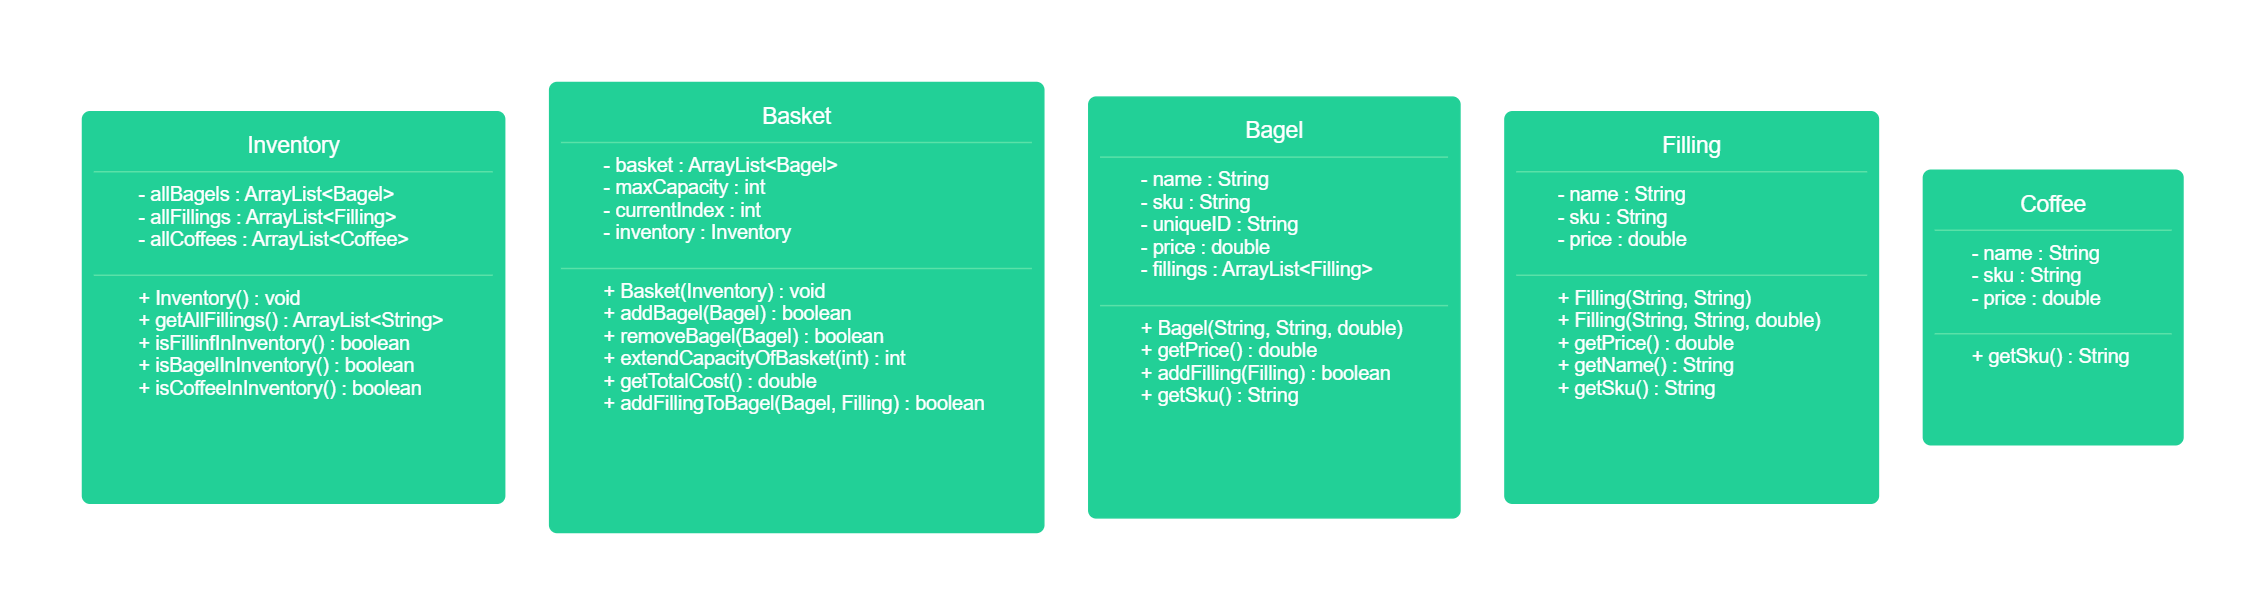 Inventory
- allBagels : ArrayList<Bagel>
- allFillings : ArrayList<Filling>
- allCoffees : ArrayList<Coffee>
+ Inventory() : void
+ getAllFillings() : ArrayList<String>
+ isFillinfInInventory() : boolean
+ isBagelInInventory() : boolean
+ isCoffeeInInventory() : boolean
Basket
- basket : ArrayList<Bagel>
- maxCapacity : int
- currentIndex : int
- inventory : Inventory
+ Basket(Inventory) : void
+ addBagel(Bagel) : boolean
+ removeBagel(Bagel) : boolean
+ extendCapacityOfBasket(int) : int
+ getTotalCost() : double
+ addFillingToBagel(Bagel, Filling) : boolean
Bagel
- name : String
- sku : String
- uniqueID : String
- price : double
- fillings : ArrayList<Filling>
+ Bagel(String, String, double)
+ getPrice() : double
+ addFilling(Filling) : boolean
+ getSku() : String
Filling
- name : String
- sku : String
- price : double
+ Filling(String, String)
+ Filling(String, String, double)
+ getPrice() : double
+ getName() : String
+ getSku() : String
Coffee
- name : String
- sku : String
- price : double
+ getSku() : String